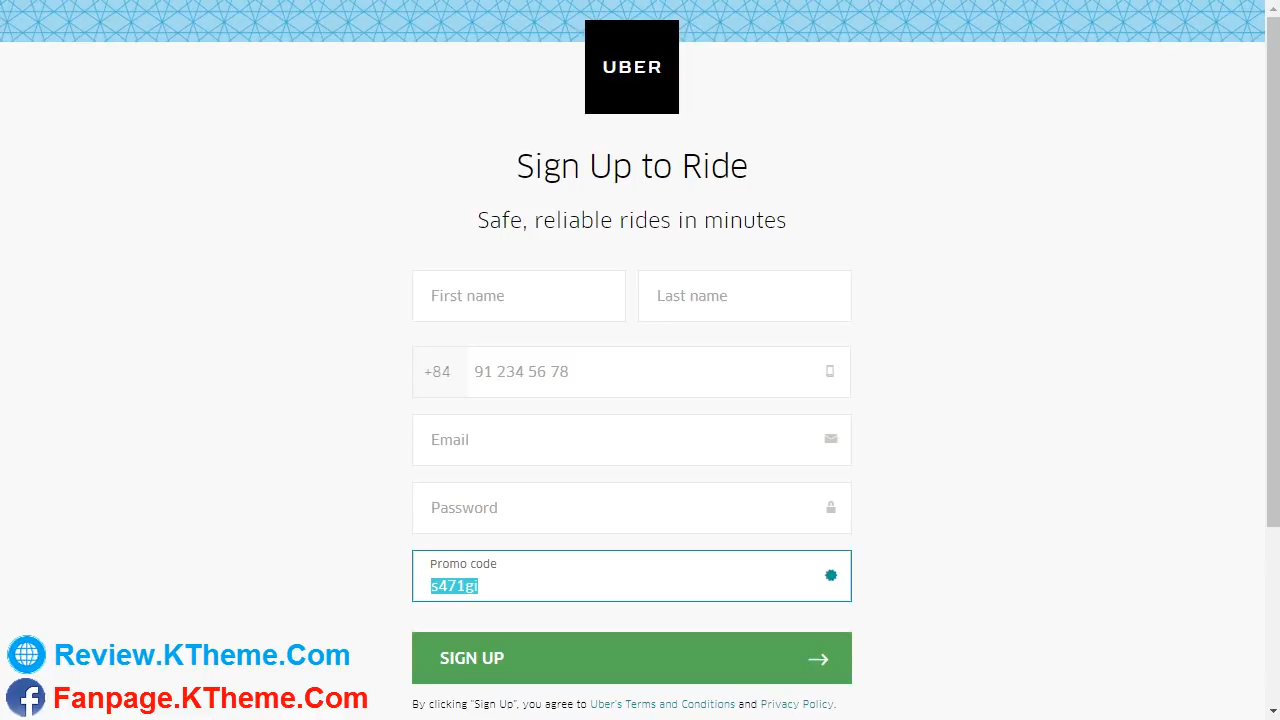 UBER
Sign Up to Ride
Safe, reliable rides in minutes
First name
Last name
+84
91 234 56 78
Email
Password
Promo code
s471gi
SIGN UP
By clicking "Sign Up", you agree to Uber's Terms and Conditions and Privacy Policy.
Review.KTheme.Com
Fanpage.KTheme.Com